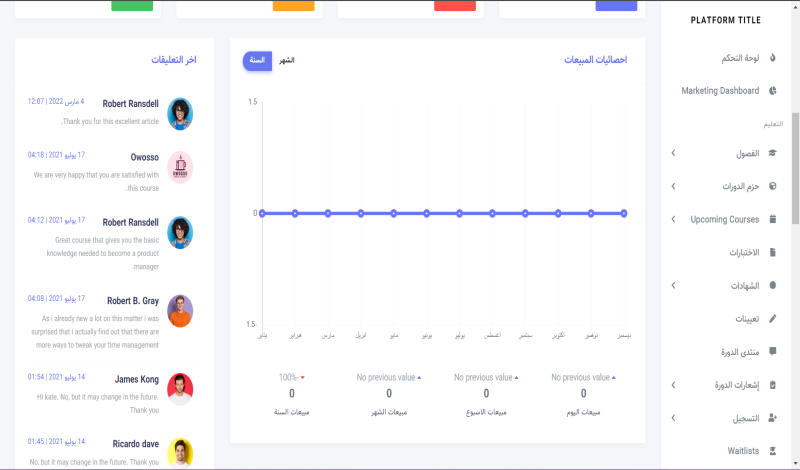 PLATFORM TITLE
لوحة التحكم
Marketing Dashboard
التعليم
الفصول
حزم الدورات
Upcoming Courses
الاختبارات
الشهادات
تعيينات
منتدى الدورة
إشعارات الدورة
التسجيل
Waitlists
احصائيات المبيعات
الشهر
السنة
1.5
0
1.5-
يناير
فبراير
مارس
ابريل
مايو
يونيو
يوليو
اغسطس
سبتمبر
اكتوبر
نوفمبر
ديسمبر
No previous value
0
مبيعات اليوم
No previous value
0
مبيعات الاسبوع
No previous value
0
مبيعات الشهر
100%-
0
مبيعات السنة
اخر التعليقات
Robert Ransdell
4 مارس 2022 | 12:07
.Thank you for this excellent article
Owosso
17 يوليو 2021 | 04:18
We are very happy that you are satisfied with
.this course
Robert Ransdell
17 يوليو 2021 | 04:12
Great course that gives you the basic
knowledge needed to become a product
.manager
Robert B. Gray
17 يوليو 2021 | 04:08
As i already new a lot on this matter i was
surprised that i actually find out that there are
more ways to tweak your time management
James Kong
14 يوليو 2021 | 01:54
Hi kate. No, but it may change in the future.
Thank you
Ricardo dave
14 يوليو 2021 | 01:45
No, but it may change in the future. Thank you
OWOSSO